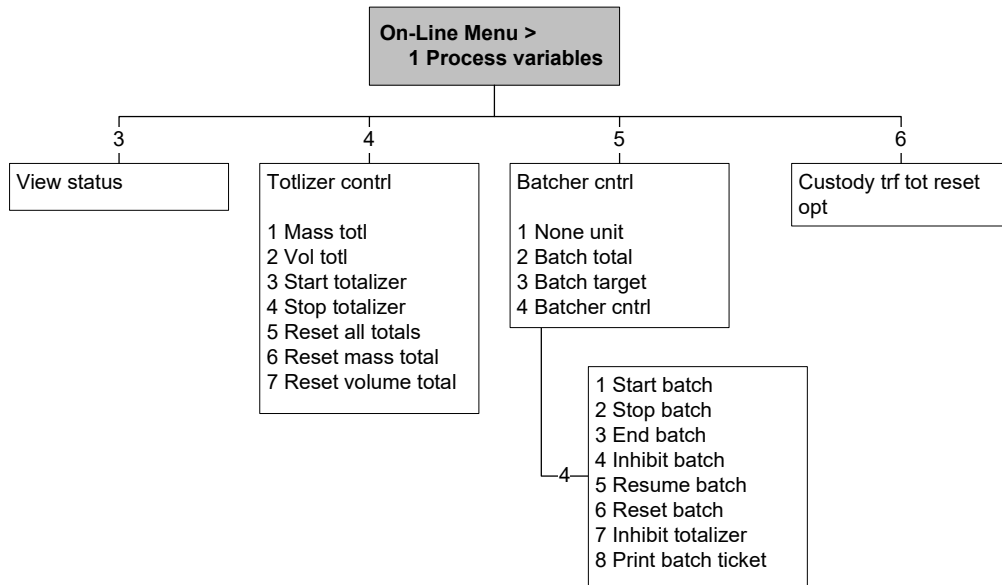 On-Line Menu >
1 Process variables
3
4
5
6
View status
Totlizer contrl
1 Mass totl
2 Vol totl
3 Start totalizer
4 Stop totalizer
5 Reset all totals
6 Reset mass total
7 Reset volume total
Batcher cntrl
1 None unit
2 Batch total
3 Batch target
4 Batcher cntrl
Custody trf tot reset
opt
4
1 Start batch
2 Stop batch
3 End batch
4 Inhibit batch
5 Resume batch
6 Reset batch
7 Inhibit totalizer
8 Print batch ticket